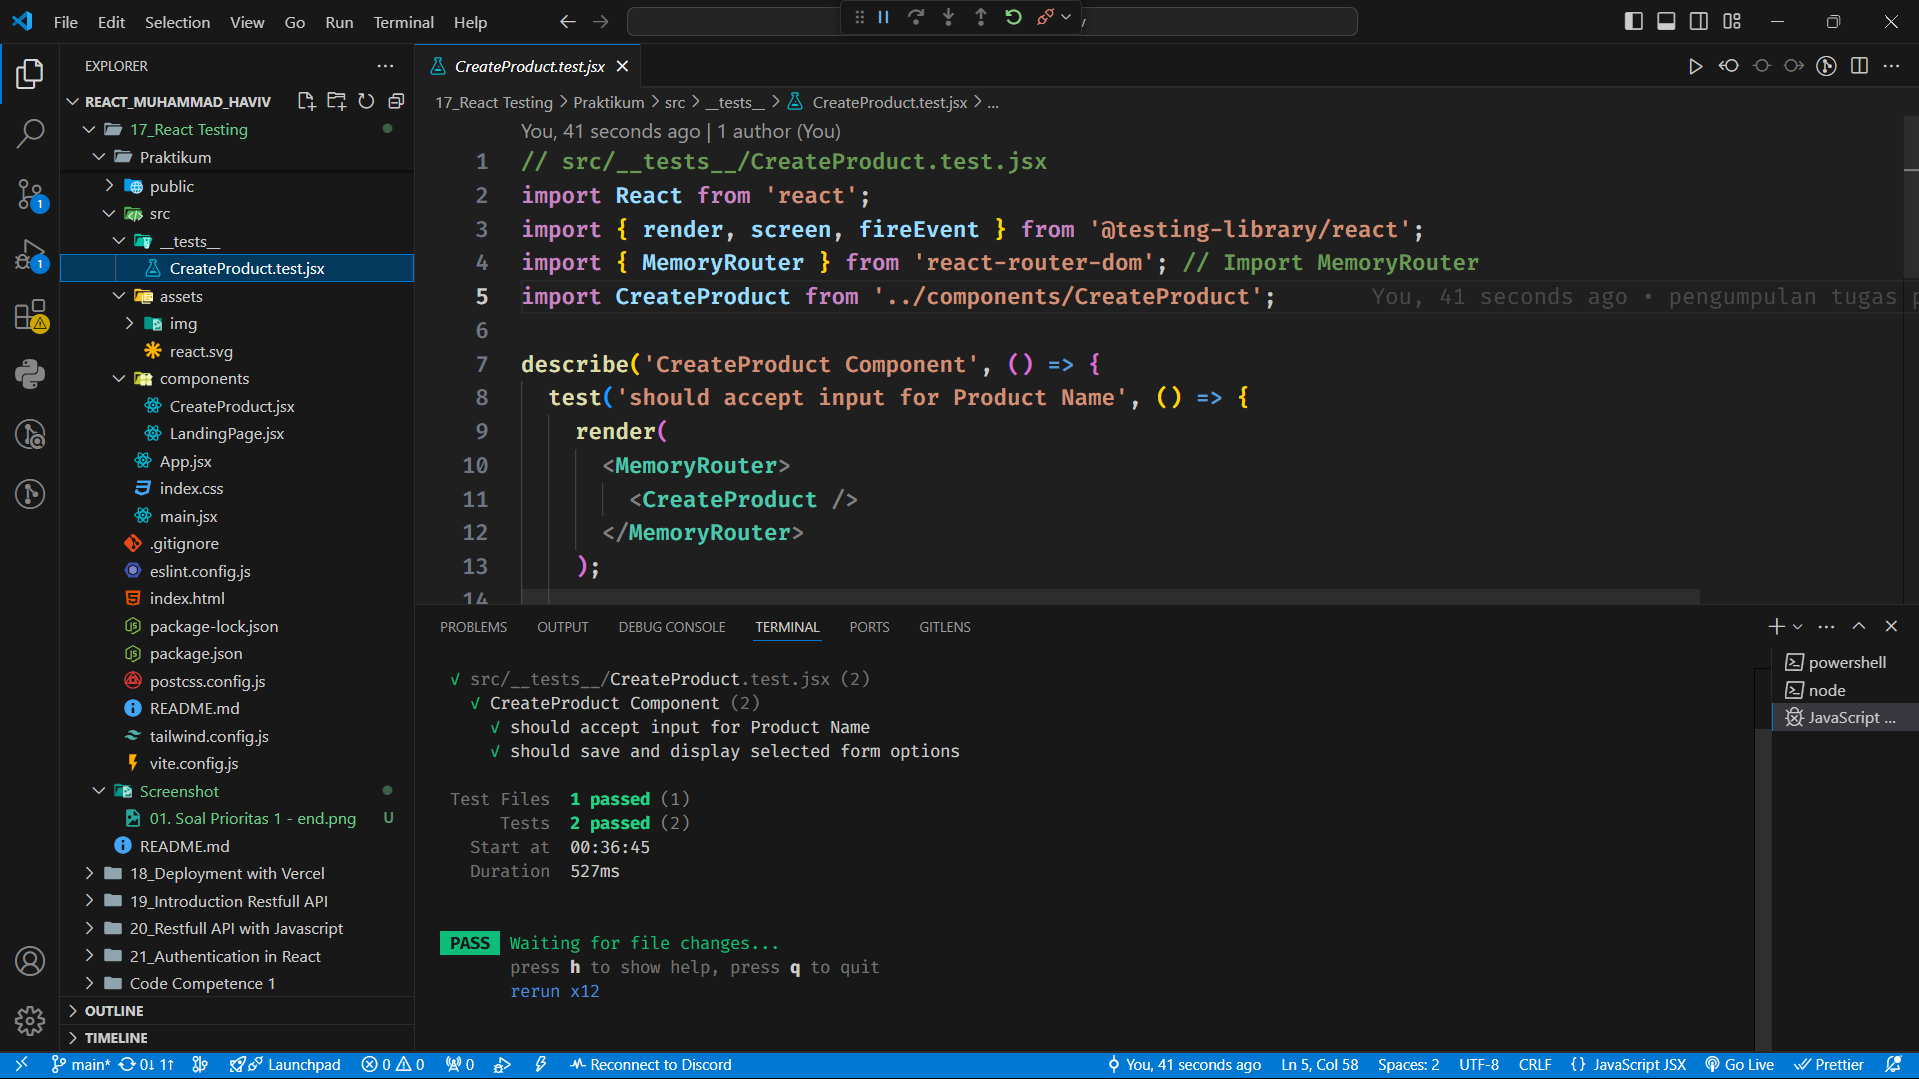 File Edit Selection View Go Run Terminal Help
EXPLORER
REACT_MUHAMMAD_HAVIV
17_React Testing
Praktikum
public
src
__tests__
CreateProduct.test.jsx
assets
img
react.svg
components
CreateProduct.jsx
LandingPage.jsx
App.jsx
index.css
main.jsx
.gitignore
eslint.config.js
index.html
package-lock.json
package.json
postcss.config.js
README.md
tailwind.config.js
vite.config.js
Screenshot
01. Soal Prioritas 1 - end.png U
README.md
18_Deployment with Vercel
19_Introduction Restfull API
20_Restfull API with Javascript
21_Authentication in React
Code Competence 1
OUTLINE
TIMELINE
1
1
CreateProduct.test.jsx
17_React Testing > Praktikum > src > __tests__ > CreateProduct.test.jsx > ...
You, 41 seconds ago | 1 author (You)
1 // src/__tests__/CreateProduct.test.jsx
2 import React from 'react';
3 import { render, screen, fireEvent } from '@testing-library/react';
4 import { MemoryRouter } from 'react-router-dom'; // Import MemoryRouter
5 import CreateProduct from '../components/CreateProduct'; You, 41 seconds ago • pengumpulan tugas
6
7 describe('CreateProduct Component', () => {
8 test('should accept input for Product Name', () => {
9 render(
10 <MemoryRouter>
11 <CreateProduct />
12 </MemoryRouter>
13 );
14
PROBLEMS OUTPUT DEBUG CONSOLE TERMINAL PORTS GITLENS
√ src/__tests__/CreateProduct.test.jsx (2)
√ CreateProduct Component (2)
√ should accept input for Product Name
√ should save and display selected form options
Test Files 1 passed (1)
Tests 2 passed (2)
Start at 00:36:45
Duration 527ms
PASS Waiting for file changes...
press h to show help, press q to quit
rerun x12
powershell
node
JavaScript ...
main* 0↓ 1↑ Launchpad 0 0 0 Reconnect to Discord You, 41 seconds ago Ln 5, Col 58 Spaces: 2 UTF-8 CRLF {} JavaScript JSX Go Live Prettier